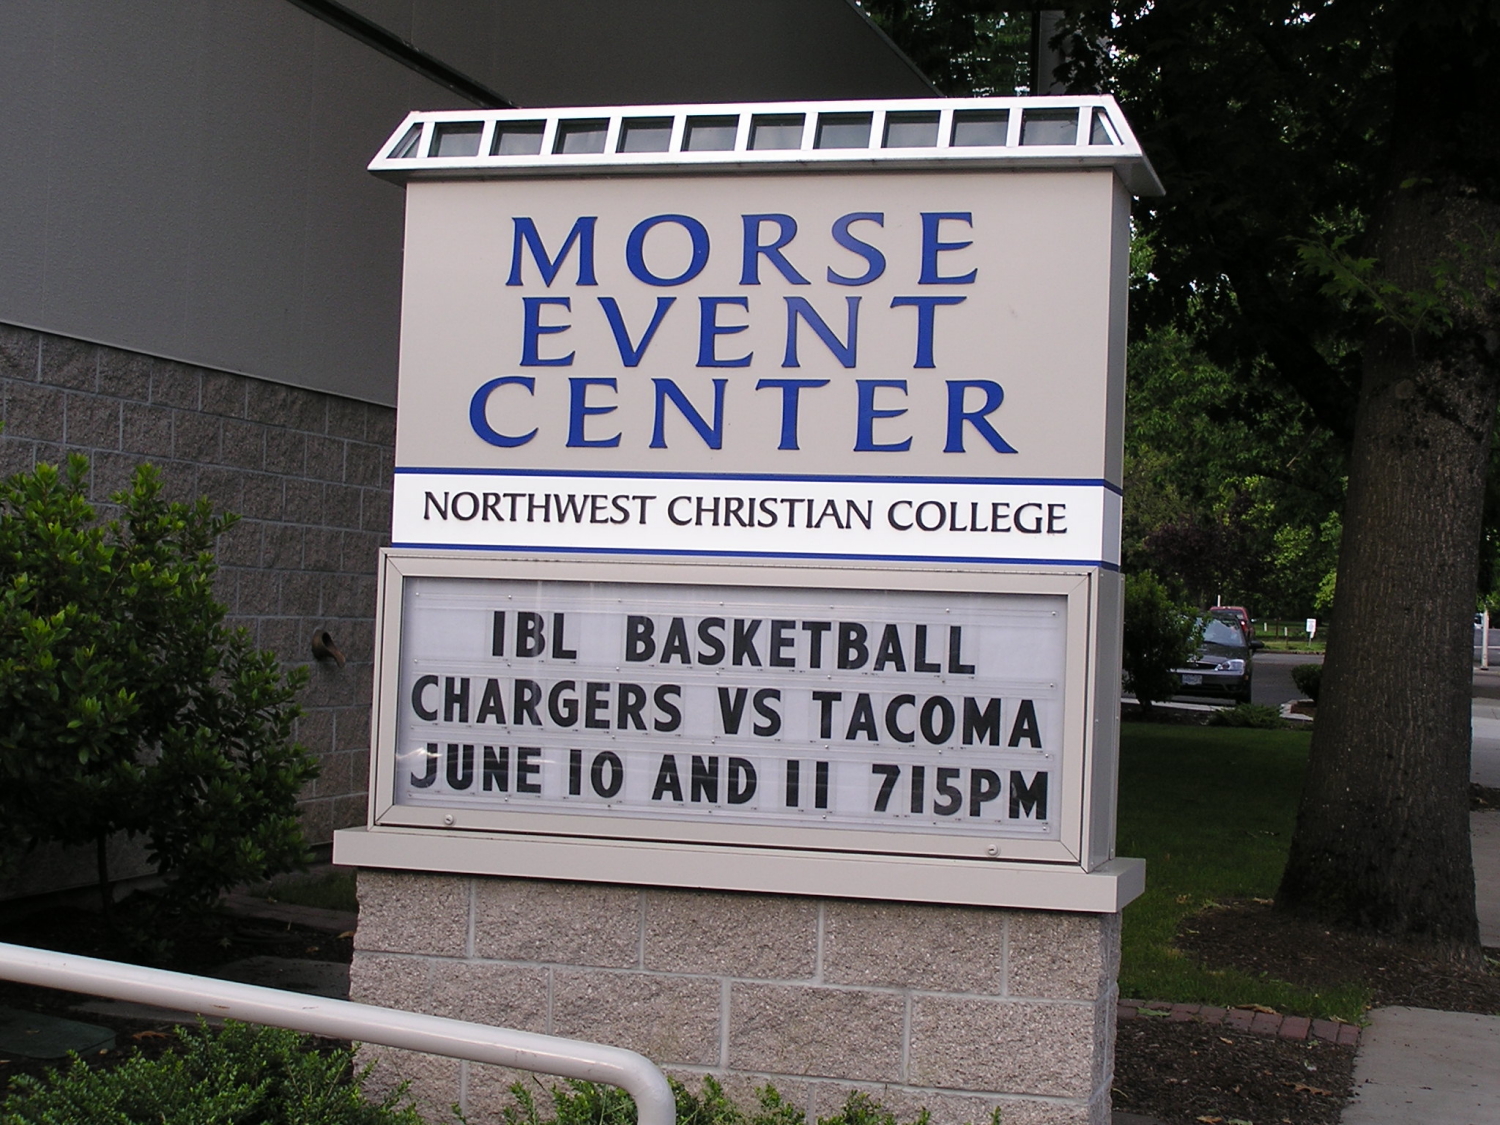 MORSE
EVENT
CENTER
NORTHWEST CHRISTIAN COLLEGE
IBL BASKETBALL
CHARGERS VS TACOMA
JUNE 10 AND 11 715PM